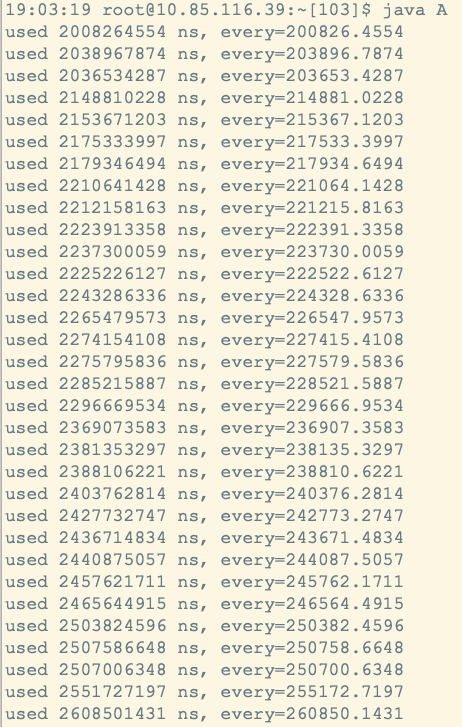 19:03:19 root@10.85.116.39:~[103]$ java A
used 2008264554 ns, every=200826.4554
used 2038967874 ns, every=203896.7874
used 2036534287 ns, every=203653.4287
used 2148810228 ns, every=214881.0228
used 2153671203 ns, every=215367.1203
used 2175333997 ns, every=217533.3997
used 2179346494 ns, every=217934.6494
used 2210641428 ns, every=221064.1428
used 2212158163 ns, every=221215.8163
used 2223913358 ns, every=222391.3358
used 2237300059 ns, every=223730.0059
used 2225226127 ns, every=222522.6127
used 2243286336 ns, every=224328.6336
used 2265479573 ns, every=226547.9573
used 2274154108 ns, every=227415.4108
used 2275795836 ns, every=227579.5836
used 2285215887 ns, every=228521.5887
used 2296669534 ns, every=229666.9534
used 2369073583 ns, every=236907.3583
used 2381353297 ns, every=238135.3297
used 2388106221 ns, every=238810.6221
used 2403762814 ns, every=240376.2814
used 2427732747 ns, every=242773.2747
used 2436714834 ns, every=243671.4834
used 2440875057 ns, every=244087.5057
used 2457621711 ns, every=245762.1711
used 2465644915 ns, every=246564.4915
used 2503824596 ns, every=250382.4596
used 2507586648 ns, every=250758.6648
used 2507006348 ns, every=250700.6348
used 2551727197 ns, every=255172.7197
used 2608501431 ns, every=260850.1431